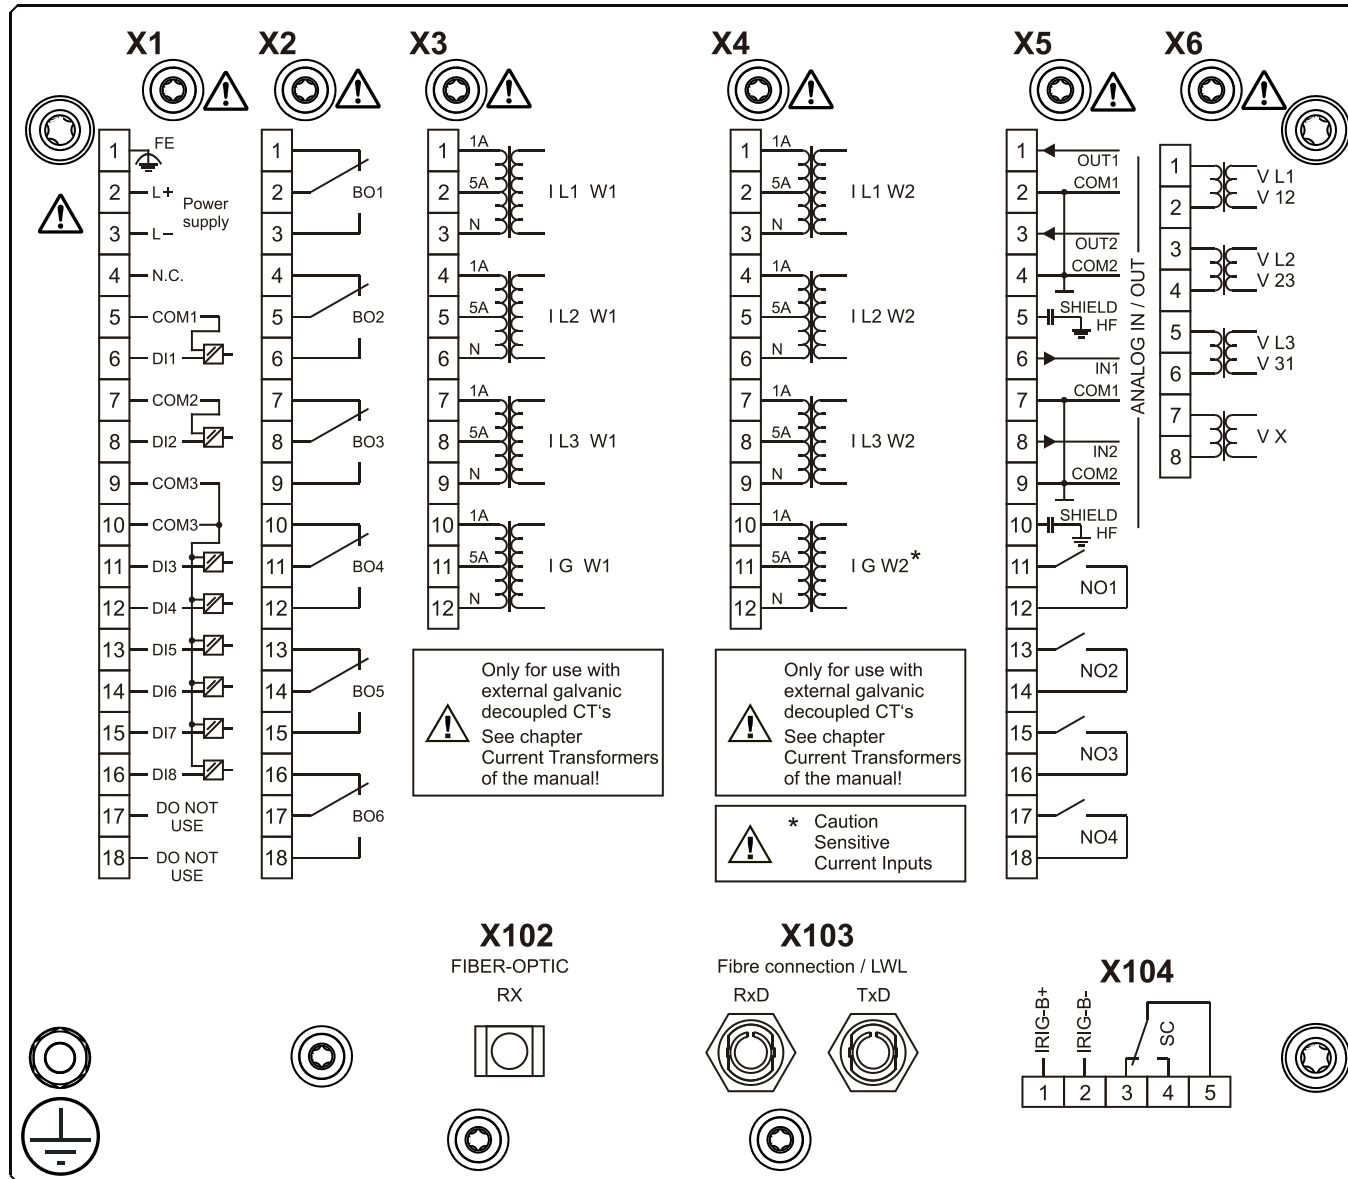 X1
X2
X3
X4
X5
X6
1 FE
2 L+
Power
supply
3 L–
4 N.C.
5 COM1
6 DI1
7 COM2
8 DI2
9 COM3
10 COM3
11 DI3
12 DI4
13 DI5
14 DI6
15 DI7
16 DI8
17 DO NOT
USE
18 DO NOT
USE
1
2 BO1
3
4
5 BO2
6
7
8 BO3
9
10
11 BO4
12
13
14 BO5
15
16
17 BO6
18
1 1A
2 5A I L1 W1
3 N
4 1A
5 5A I L2 W1
6 N
7 1A
8 5A I L3 W1
9 N
10 1A
11 5A I G W1
12 N
Only for use with
external galvanic
decoupled CT's
See chapter
Current Transformers
of the manual!
1 1A
2 5A I L1 W2
3 N
4 1A
5 5A I L2 W2
6 N
7 1A
8 5A I L3 W2
9 N
10 1A
11 5A I G W2*
12 N
Only for use with
external galvanic
decoupled CT's
See chapter
Current Transformers
of the manual!
* Caution
Sensitive
Current Inputs
1 OUT1
2 COM1
3 OUT2
4 COM2
5 SHIELD
HF
6 IN1
7 COM1
8 IN2
9 COM2
10 SHIELD
HF
ANALOG IN / OUT
11
NO1
12
13
NO2
14
15
NO3
16
17
NO4
18
1 V L1
2 V 12
3 V L2
4 V 23
5 V L3
6 V 31
7
V X
8
X102
FIBER-OPTIC
RX
X103
Fibre connection / LWL
RxD TxD
X104
IRIG-B+
IRIG-B-
SC
1 2 3 4 5